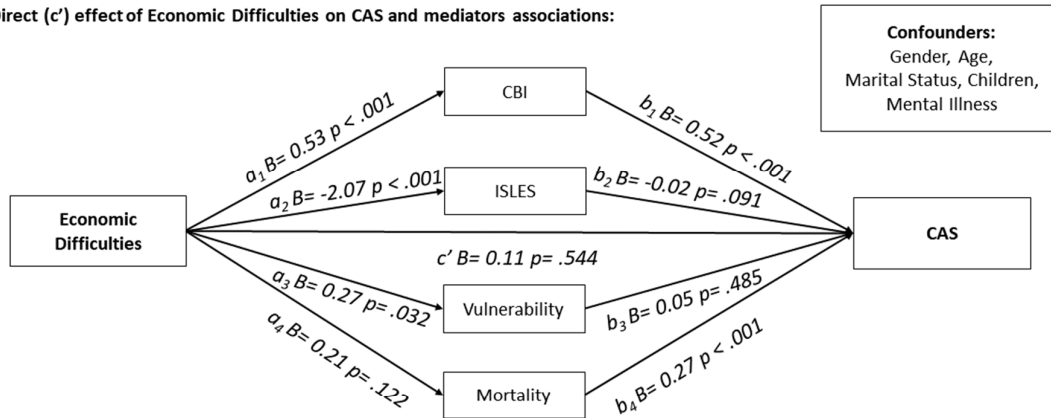 Direct (c’) effect of Economic Difficulties on CAS and mediators associations:
Confounders:
Gender, Age,
Marital Status, Children,
Mental Illness
CBI
a₁ B= 0.53 p < .001
b₁ B= 0.52 p < .001
ISLES
a₂ B= -2.07 p < .001
b₂ B= -0.02 p= .091
Economic
Difficulties
CAS
c’ B= 0.11 p= .544
Vulnerability
a₃ B= 0.27 p= .032
b₃ B= 0.05 p= .485
Mortality
a₄ B= 0.21 p= .122
b₄ B= 0.27 p < .001